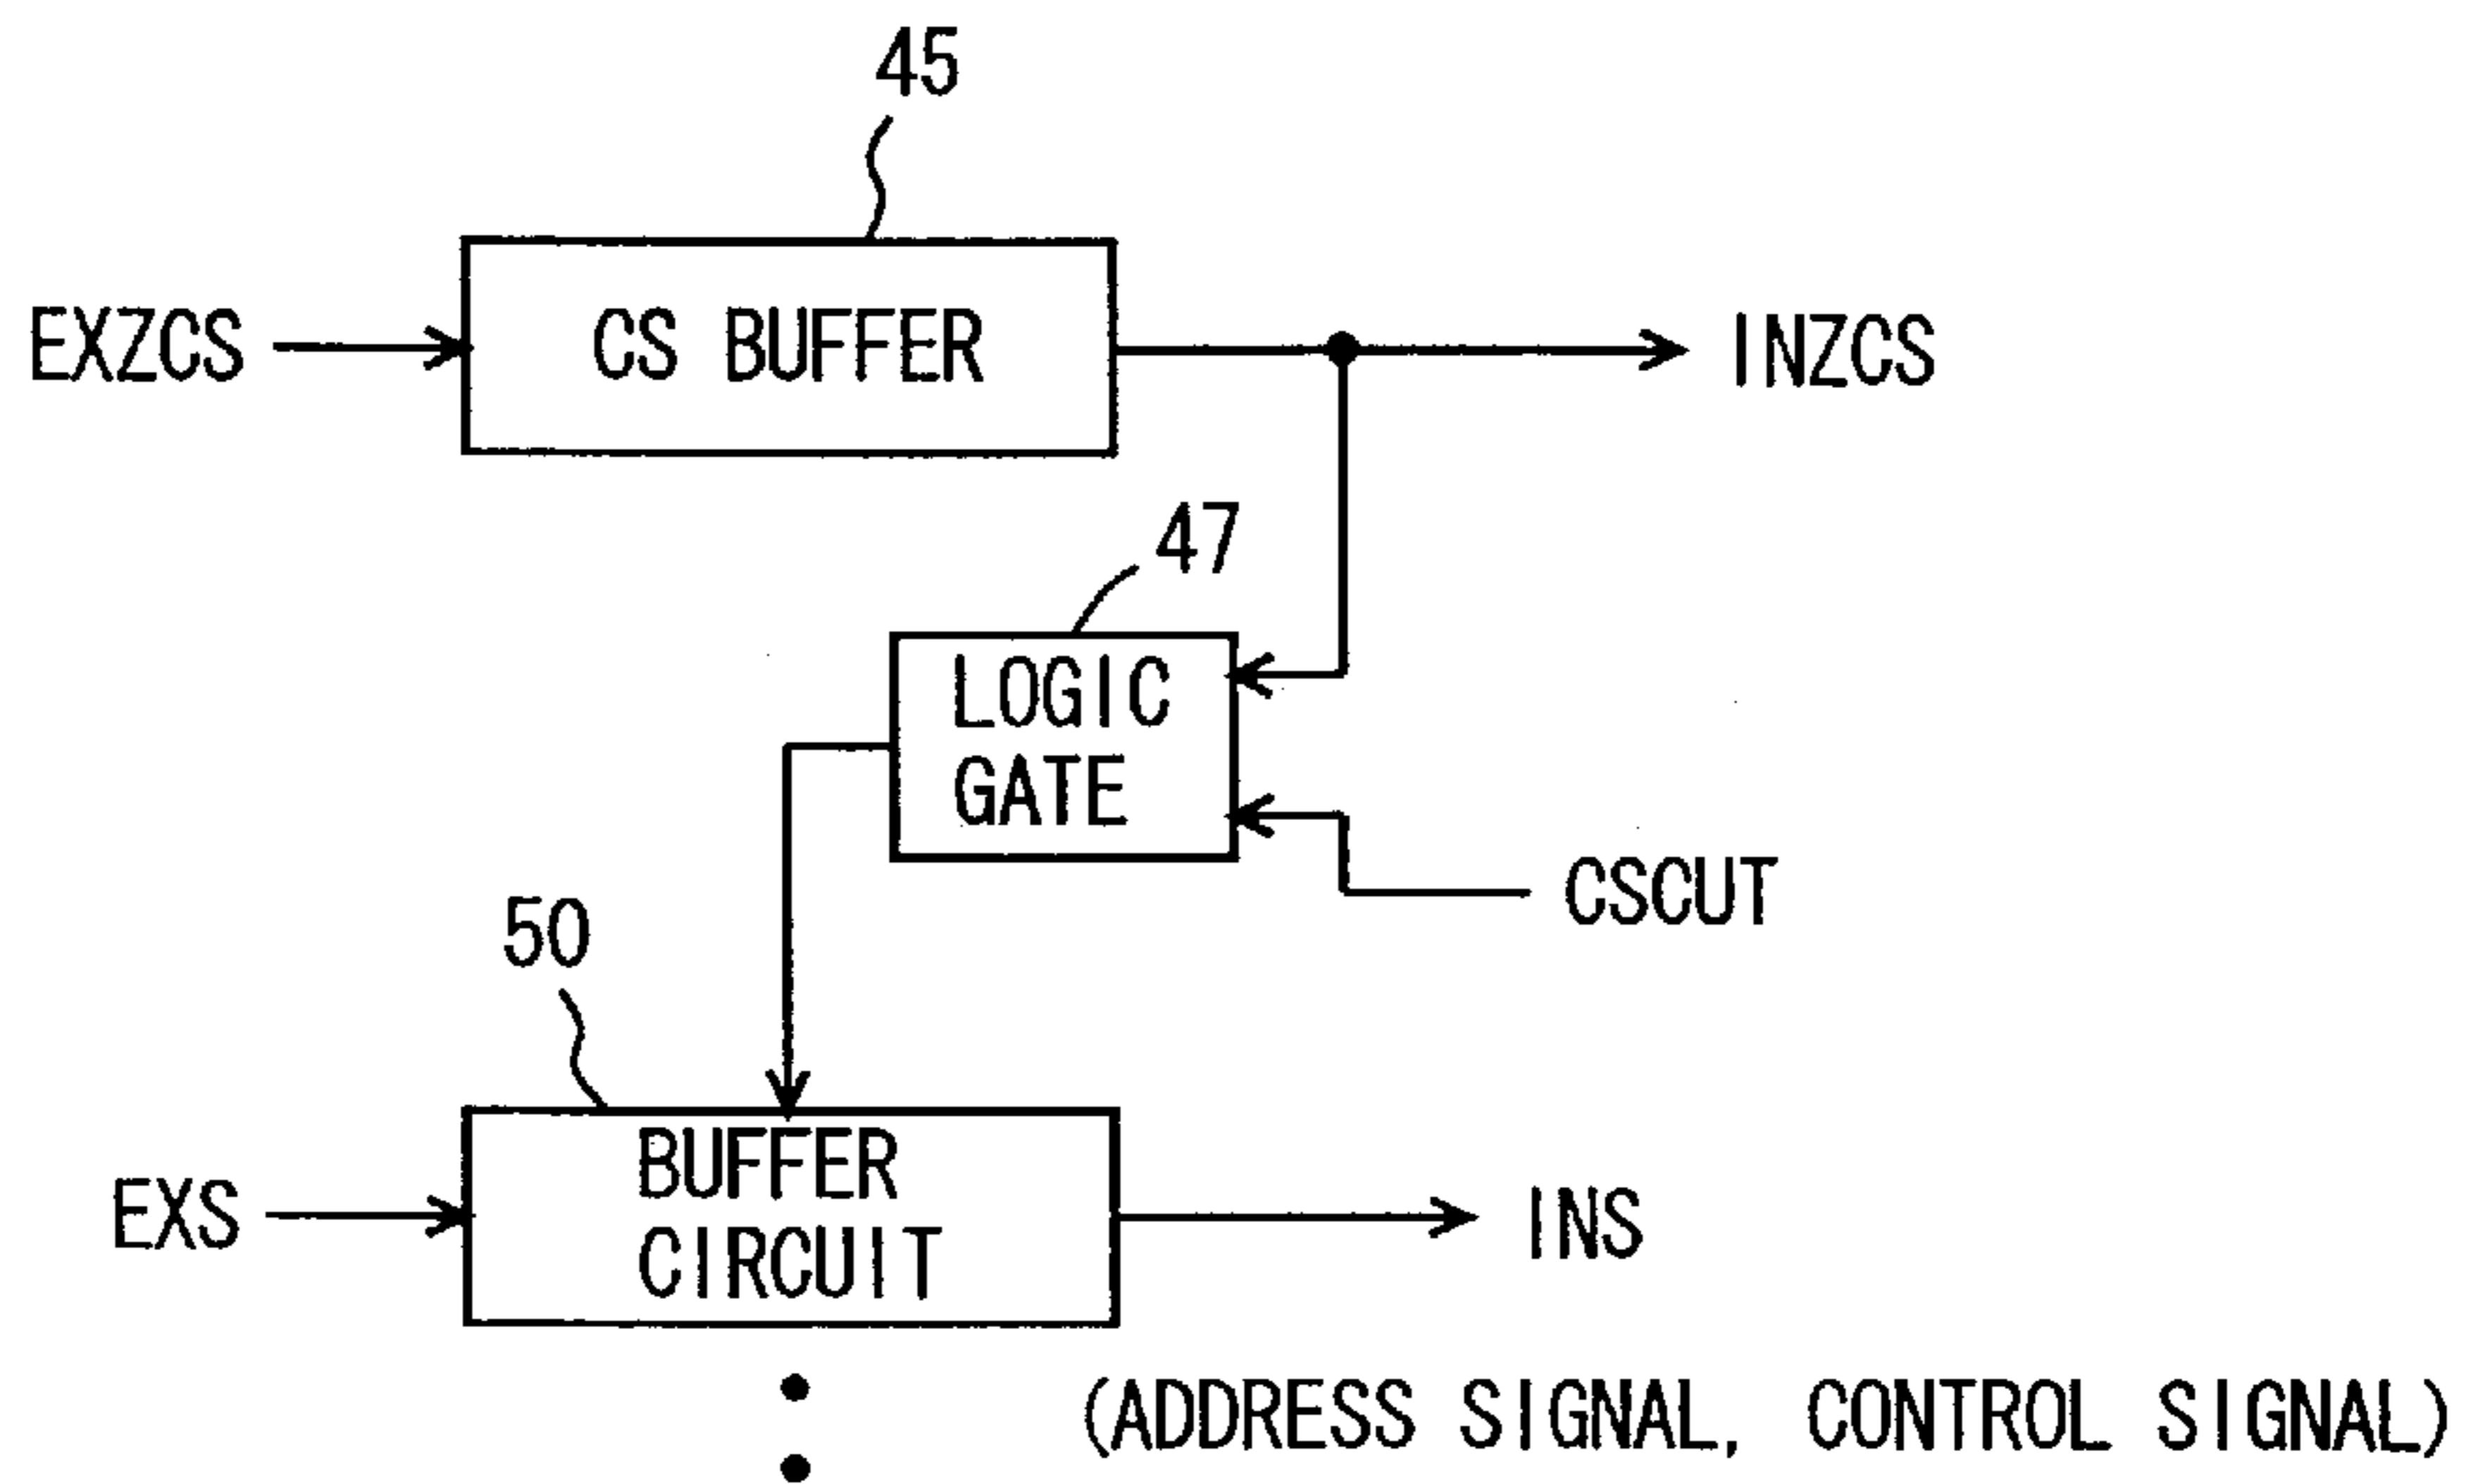 45
EXZCS
CS BUFFER
INZCS
47
LOGIC
GATE
CSCUT
50
EXS
BUFFER
CIRCUIT
INS
(ADDRESS SIGNAL, CONTROL SIGNAL)